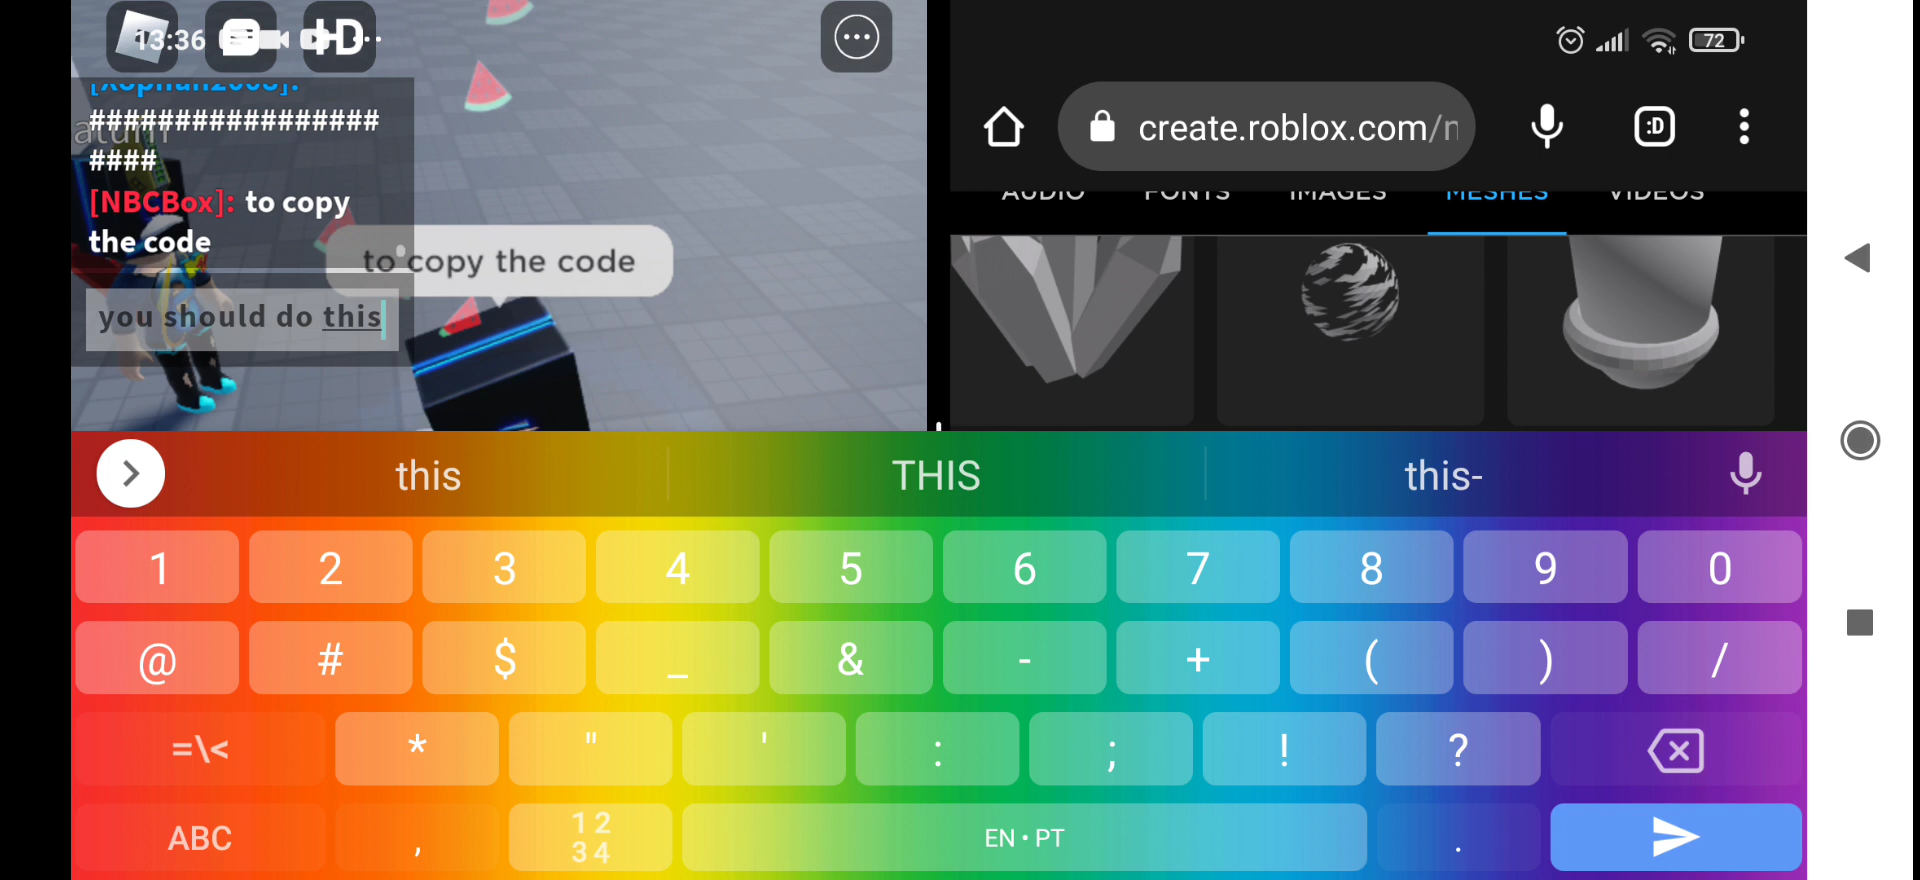 13:36
72
[Xophan2008]:
#################
####
[NBCBox]: to copy
the code
to copy the code
you should do this
create.roblox.com/
:D
AUDIO FONTS IMAGES MESHES VIDEOS
this THIS this-
1 2 3 4 5 6 7 8 9 0
@ # $ _ & - + ( ) /
=\< * " ' : ; ! ?
ABC , 12 EN • PT .
34